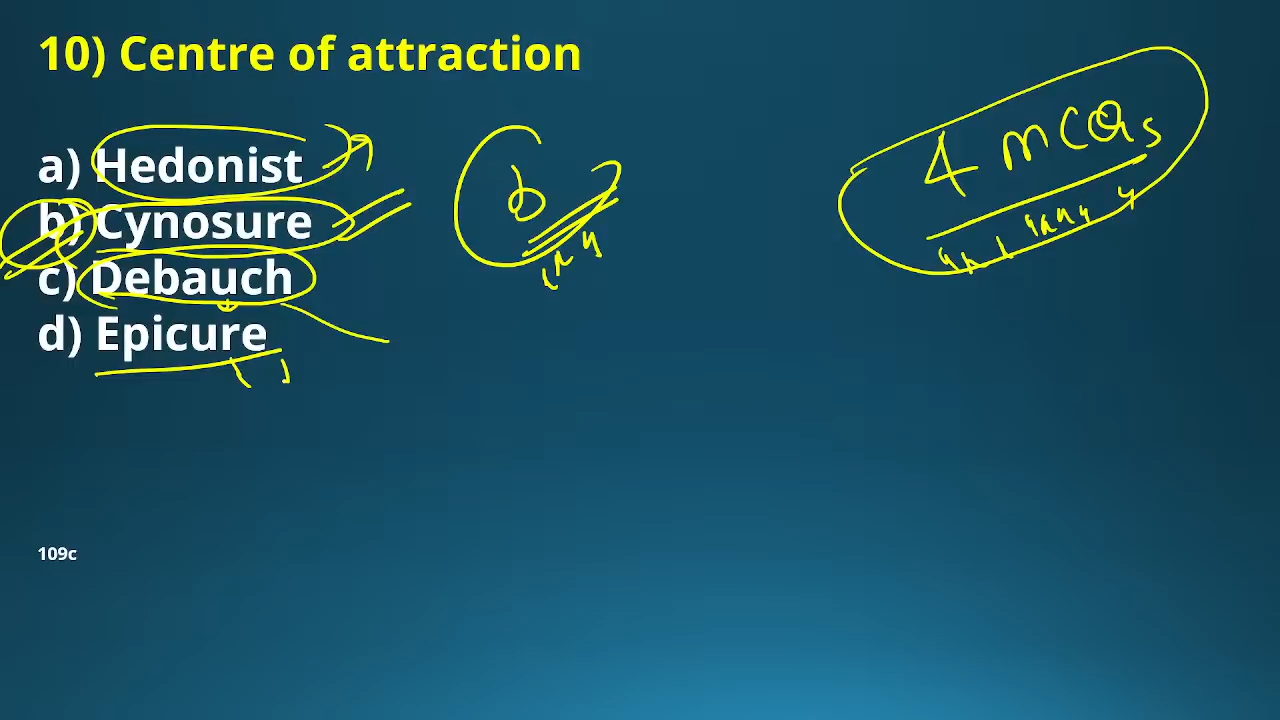 10) Centre of attraction
a) Hedonist
b) Cynosure
c) Debauch
d) Epicure
b
4 MCQs
109c